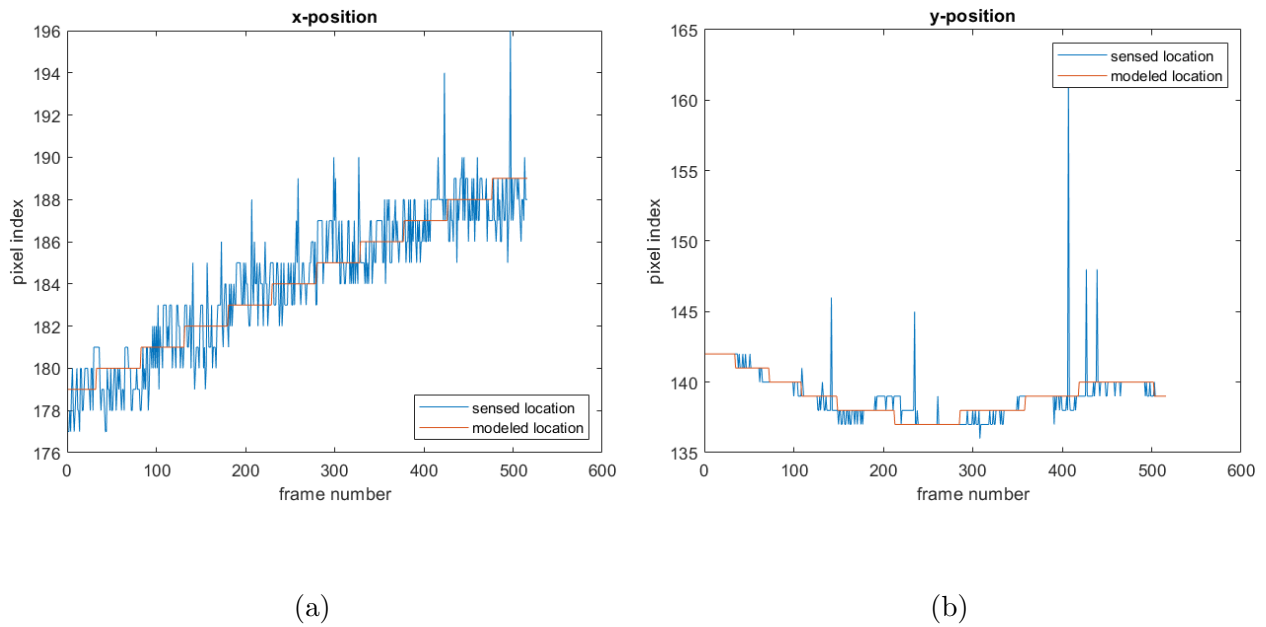 x-position
196
194
192
190
188
186
184
182
180
178
176
pixel index
0 100 200 300 400 500 600
frame number
sensed location
modeled location
(a)
y-position
165
160
155
150
145
140
135
pixel index
0 100 200 300 400 500 600
frame number
sensed location
modeled location
(b)